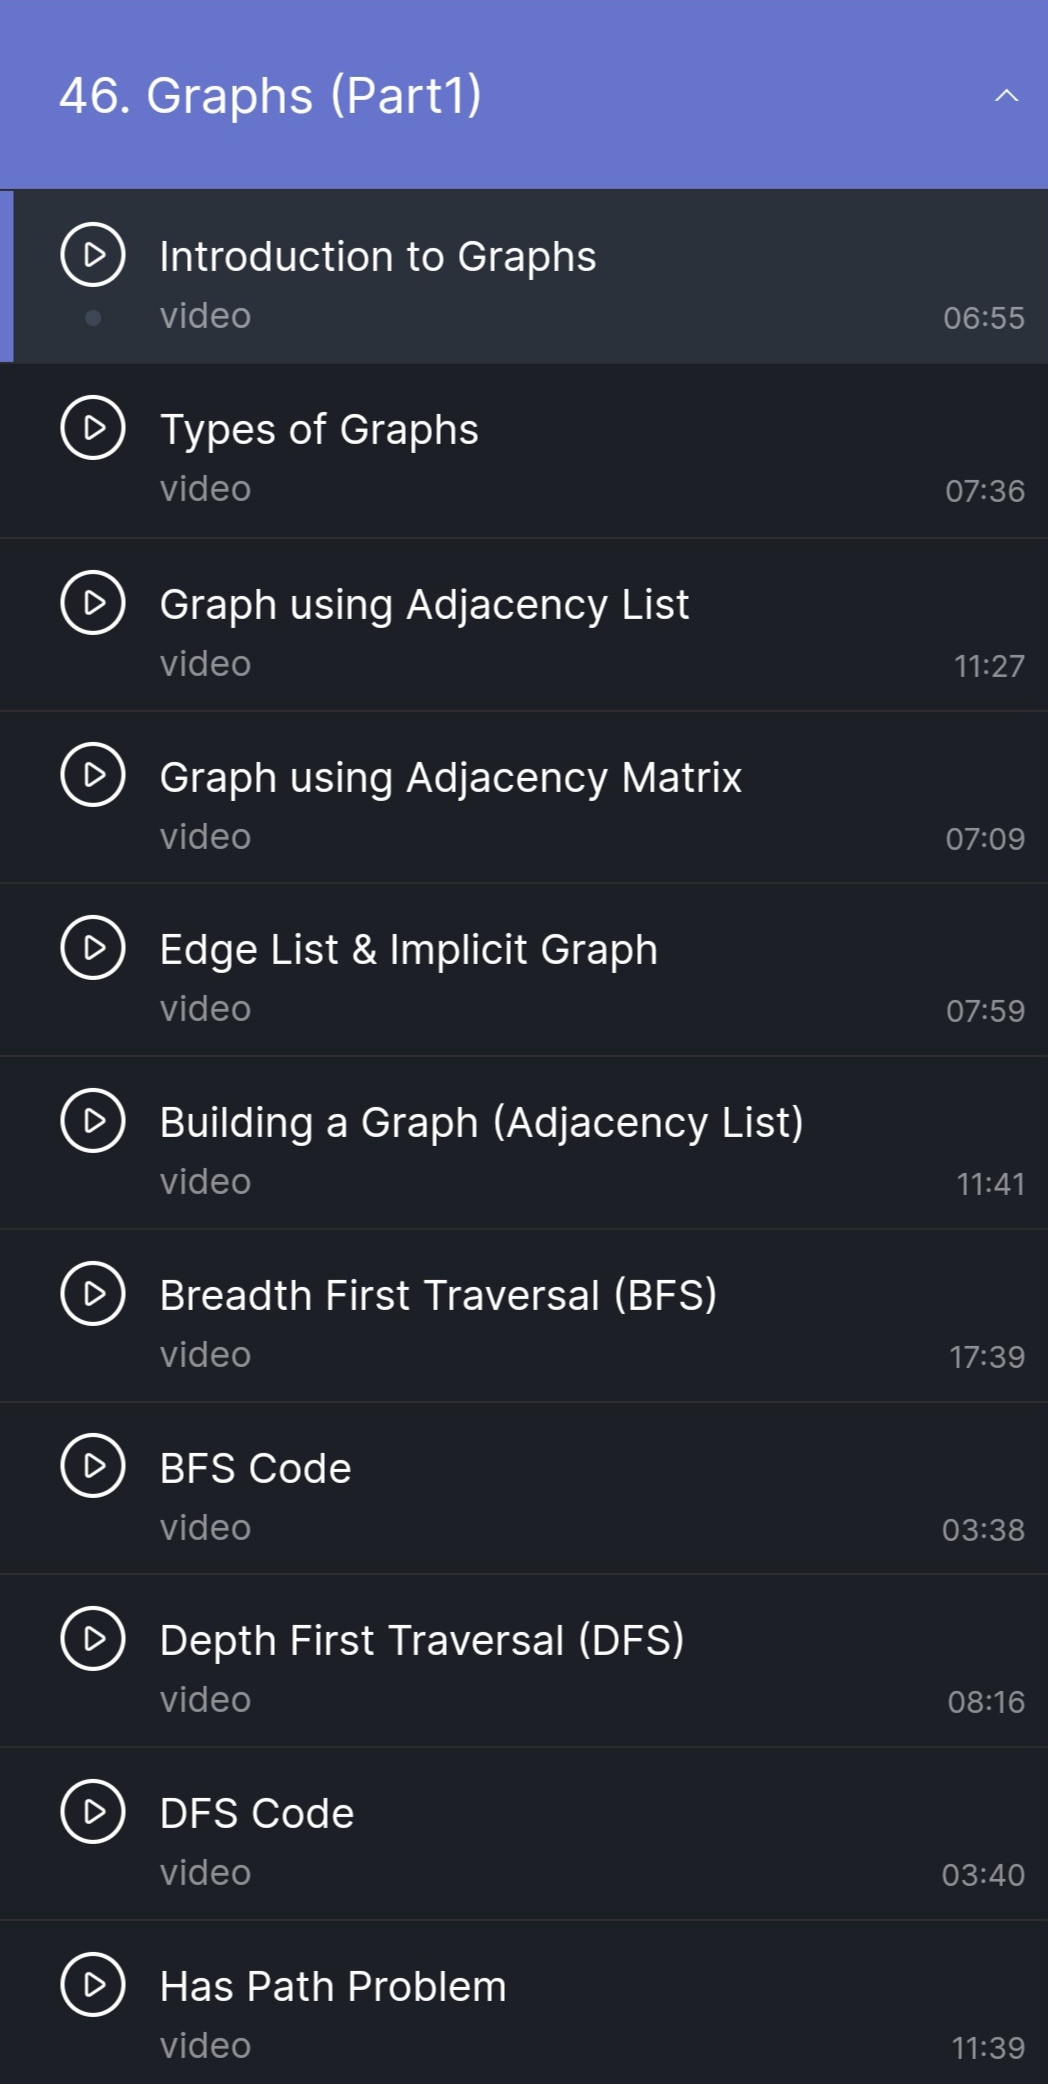 46. Graphs (Part1)
Introduction to Graphs
video
06:55
Types of Graphs
video
07:36
Graph using Adjacency List
video
11:27
Graph using Adjacency Matrix
video
07:09
Edge List & Implicit Graph
video
07:59
Building a Graph (Adjacency List)
video
11:41
Breadth First Traversal (BFS)
video
17:39
BFS Code
video
03:38
Depth First Traversal (DFS)
video
08:16
DFS Code
video
03:40
Has Path Problem
video
11:39